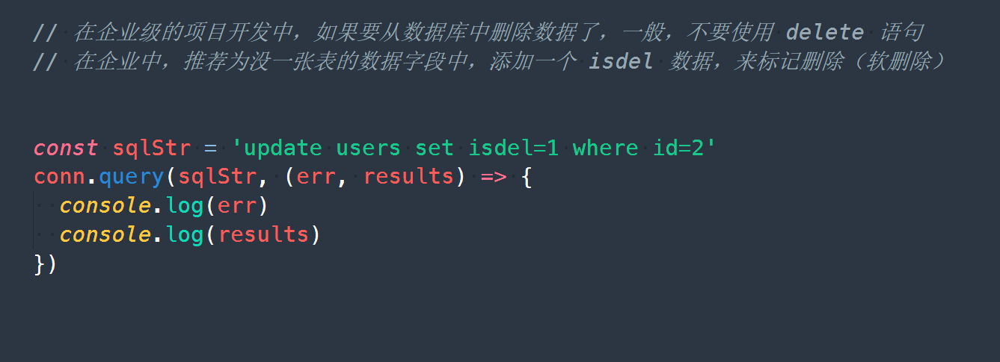 // 在企业级的项目开发中，如果要从数据库中删除数据了，一般，不要使用 delete 语句
// 在企业中，推荐为没一张表的数据字段中，添加一个 isdel 数据，来标记删除（软删除）
const sqlStr = 'update users set isdel=1 where id=2'
conn.query(sqlStr, (err, results) => {
  console.log(err)
  console.log(results)
})